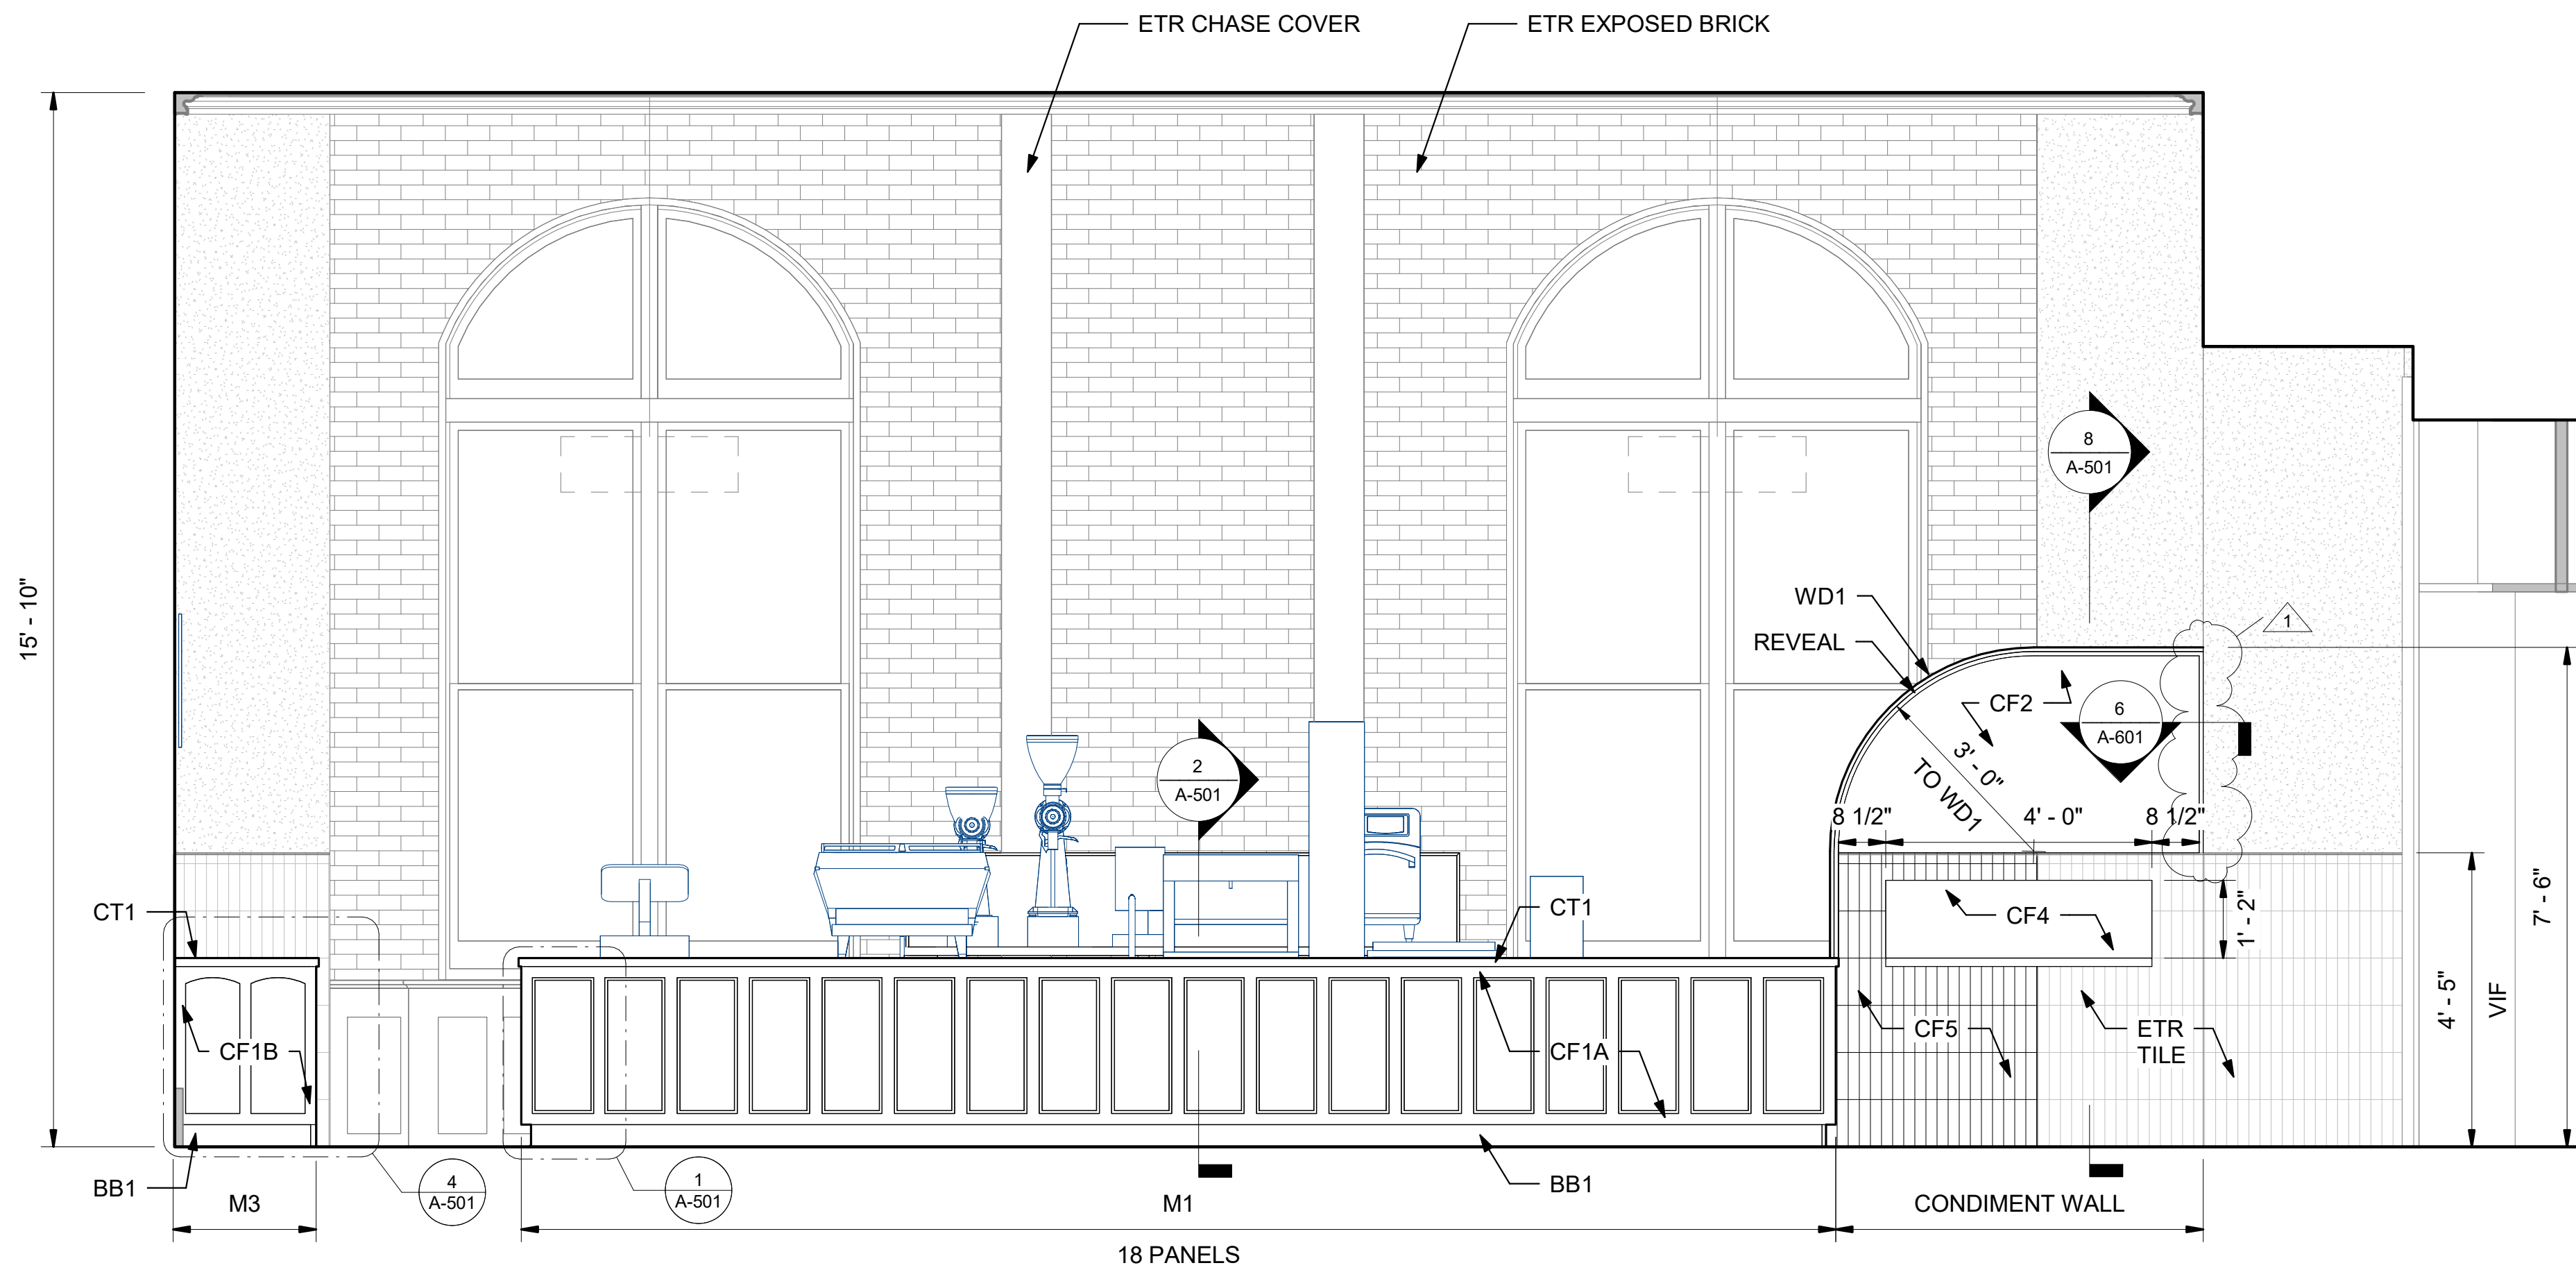 ETR CHASE COVER
ETR EXPOSED BRICK
15' - 10"
8
A-501
WD1
REVEAL
1
CF2
6
A-601
3' - 0"
TO WD1
2
A-501
8 1/2"
4' - 0"
8 1/2"
CT1
CT1
CF4
1' - 2"
7' - 6"
4' - 5"
VIF
CF1B
CF1A
CF5
ETR
TILE
BB1
BB1
4
A-501
1
A-501
M3
M1
CONDIMENT WALL
18 PANELS